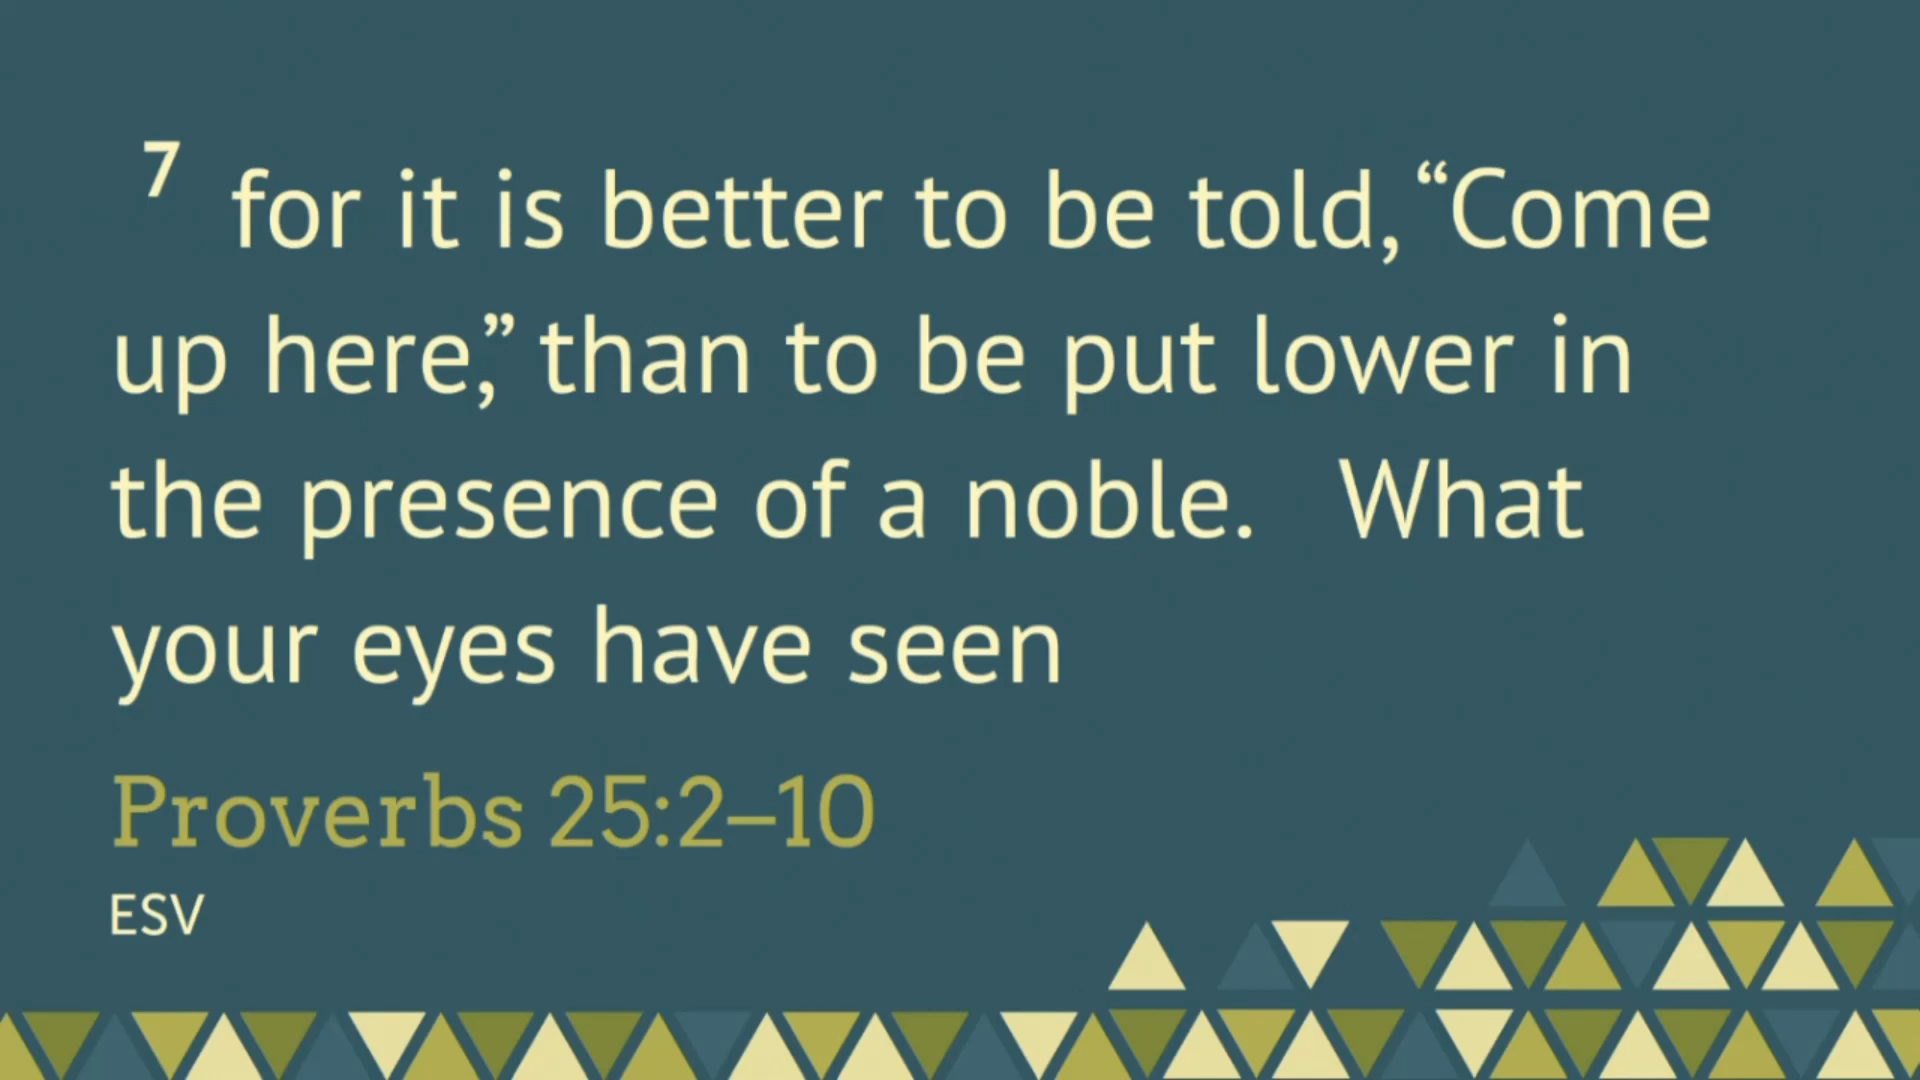 7 for it is better to be told, “Come
up here,” than to be put lower in
the presence of a noble. What
your eyes have seen
Proverbs 25:2–10
ESV